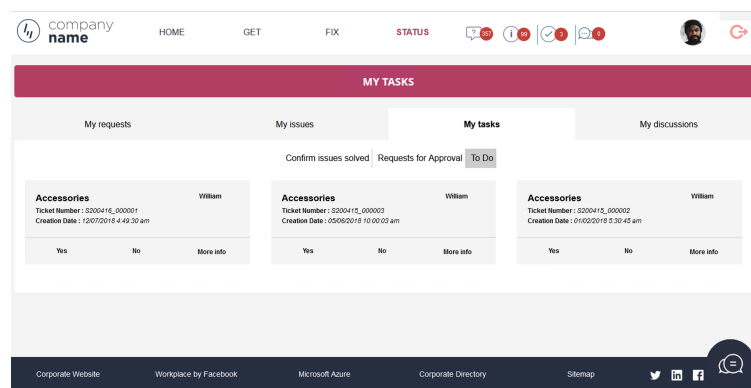 company
name
HOME GET FIX STATUS ? 357 i 99 3 0
MY TASKS
My requests My issues My tasks My discussions
Confirm issues solved Requests for Approval To Do
Accessories William
Ticket Number : S200416_000001
Creation Date : 12/07/2018 4:49:30 am
Yes No More info
Accessories William
Ticket Number : S200415_000003
Creation Date : 05/06/2018 10:00:03 am
Yes No More info
Accessories William
Ticket Number : S200415_000002
Creation Date : 01/02/2018 5:30:45 am
Yes No More info
Corporate Website Workplace by Facebook Microsoft Azure Corporate Directory Sitemap